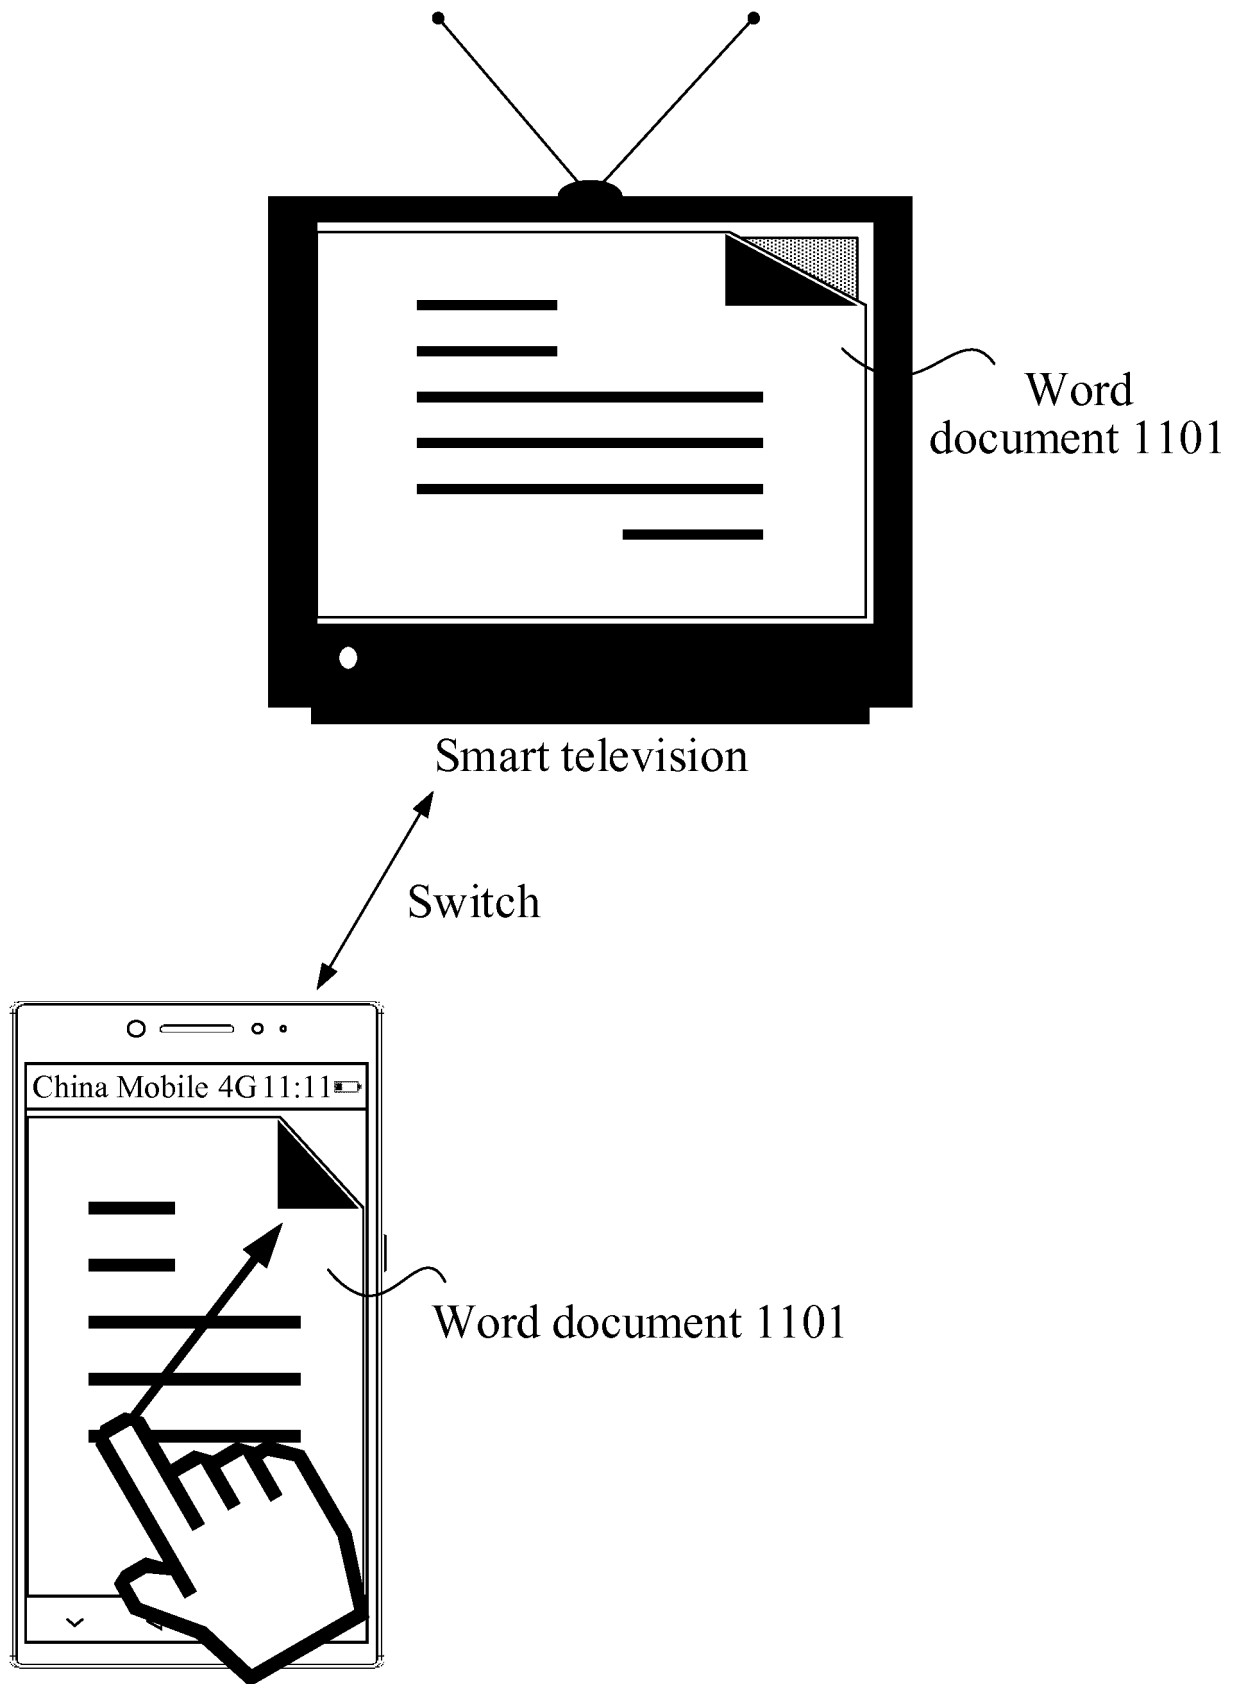 Word
document 1101
Smart television
Switch
China Mobile 4G 11:11
Word document 1101